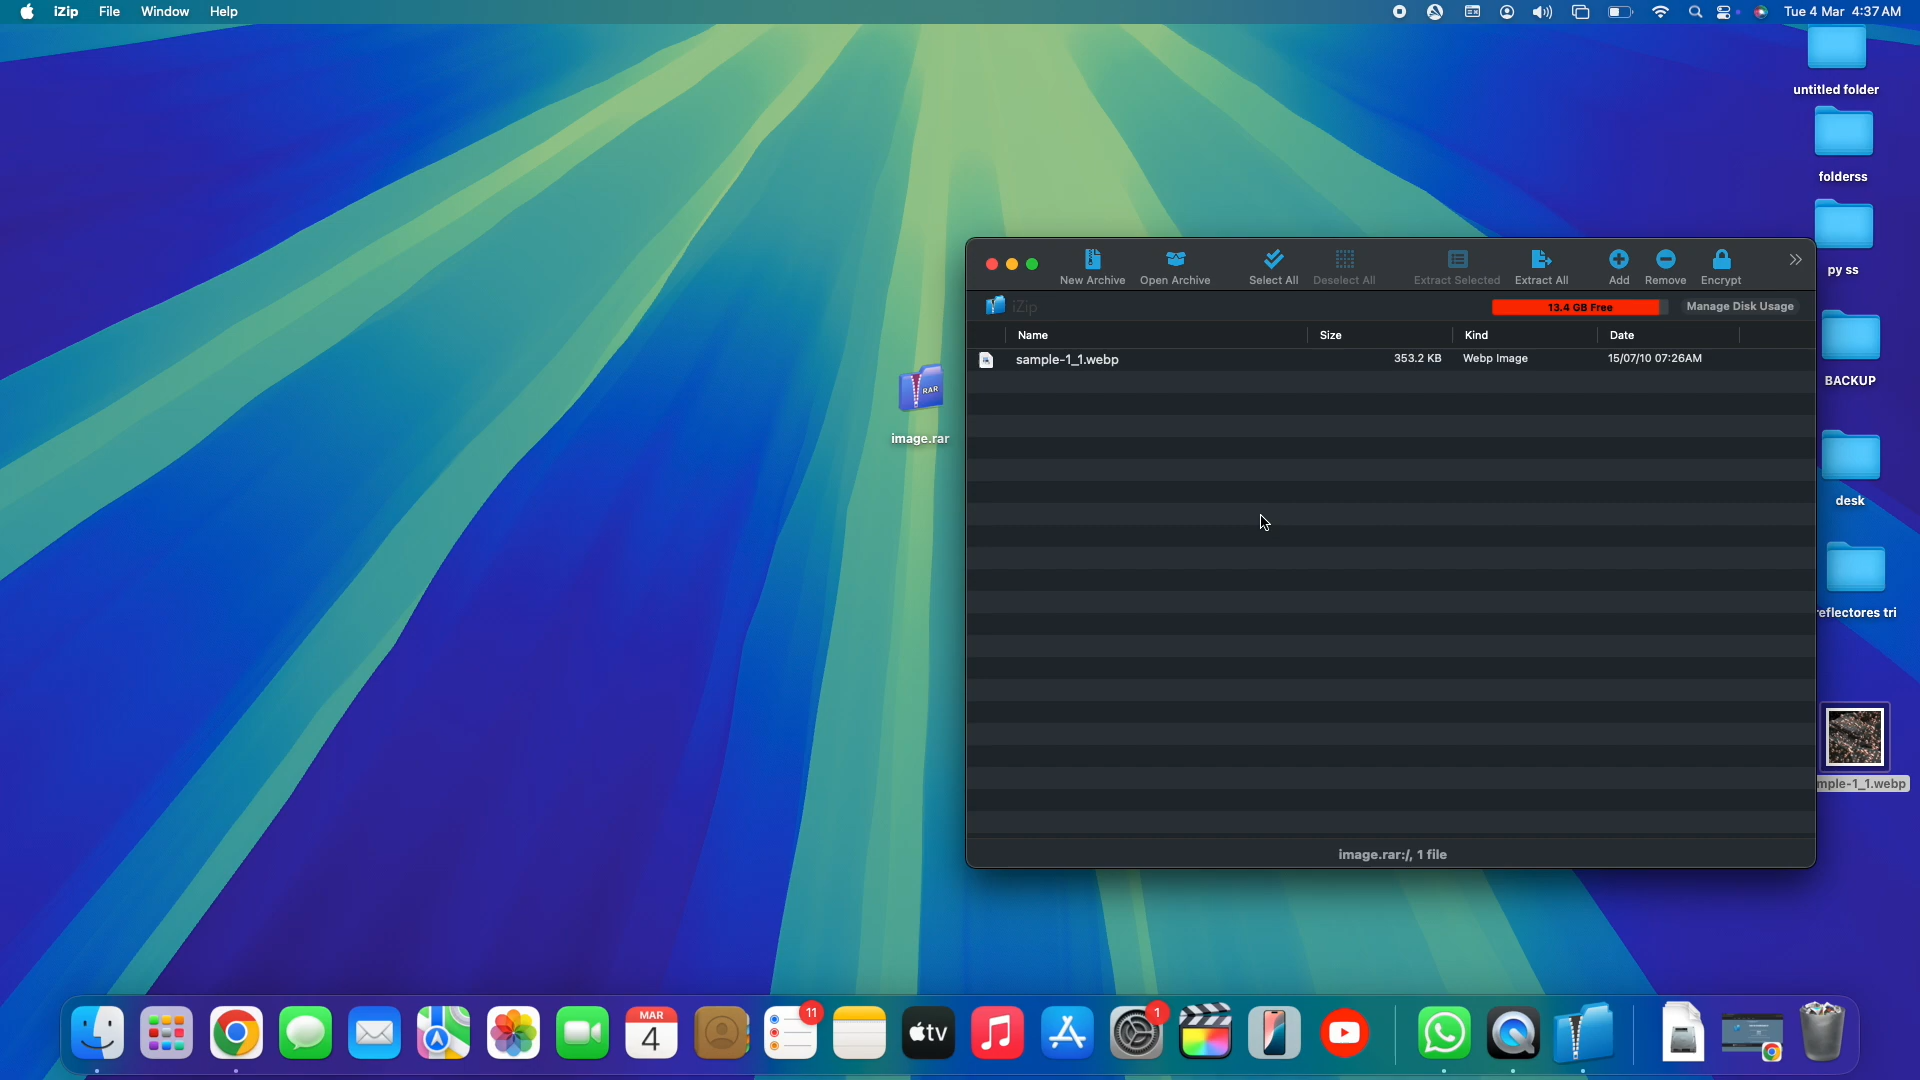 iZip File Window Help
Tue 4 Mar 4:37 AM
untitled folder
folderss
py ss
BACKUP
desk
eflectores tri
mple-1_1.webp
RAR
image.rar
New Archive Open Archive Select All Deselect All Extract Selected Extract All Add Remove Encrypt
iZip
13.4 GB Free
Manage Disk Usage
Name Size Kind Date
sample-1_1.webp 353.2 KB Webp Image 15/07/10 07:26AM
image.rar:/, 1 file
MAR
4
11
tv
1